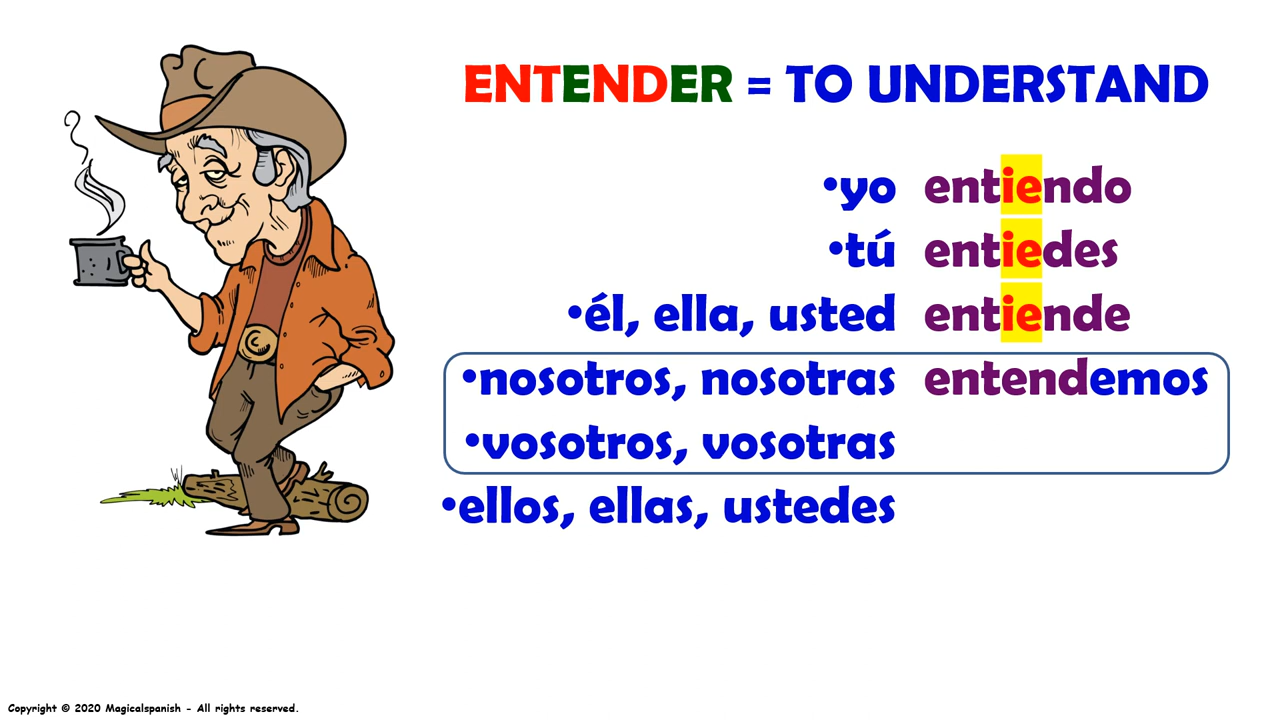 ENTENDER = TO UNDERSTAND
•yo entiendo
•tú entiedes
•él, ella, usted entiende
•nosotros, nosotras entendemos
•vosotros, vosotras
•ellos, ellas, ustedes
Copyright © 2020 Magicalspanish - All rights reserved.